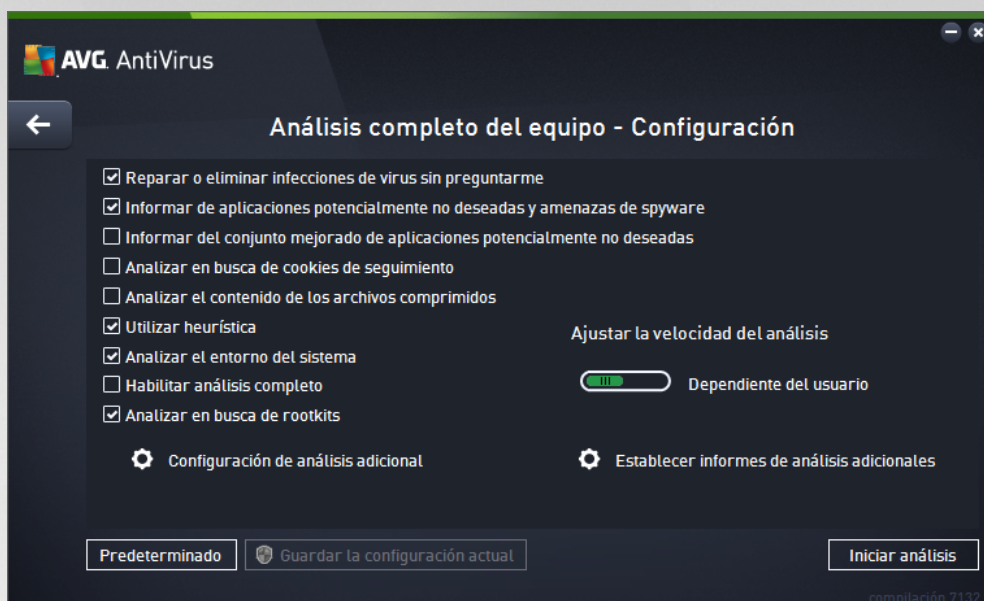 AVG. AntiVirus
Análisis completo del equipo - Configuración
Reparar o eliminar infecciones de virus sin preguntarme
Informar de aplicaciones potencialmente no deseadas y amenazas de spyware
Informar del conjunto mejorado de aplicaciones potencialmente no deseadas
Analizar en busca de cookies de seguimiento
Analizar el contenido de los archivos comprimidos
Utilizar heurística
Analizar el entorno del sistema
Habilitar análisis completo
Analizar en busca de rootkits
Ajustar la velocidad del análisis
Dependiente del usuario
Configuración de análisis adicional
Establecer informes de análisis adicionales
Predeterminado
Guardar la configuración actual
Iniciar análisis
compilación 7132